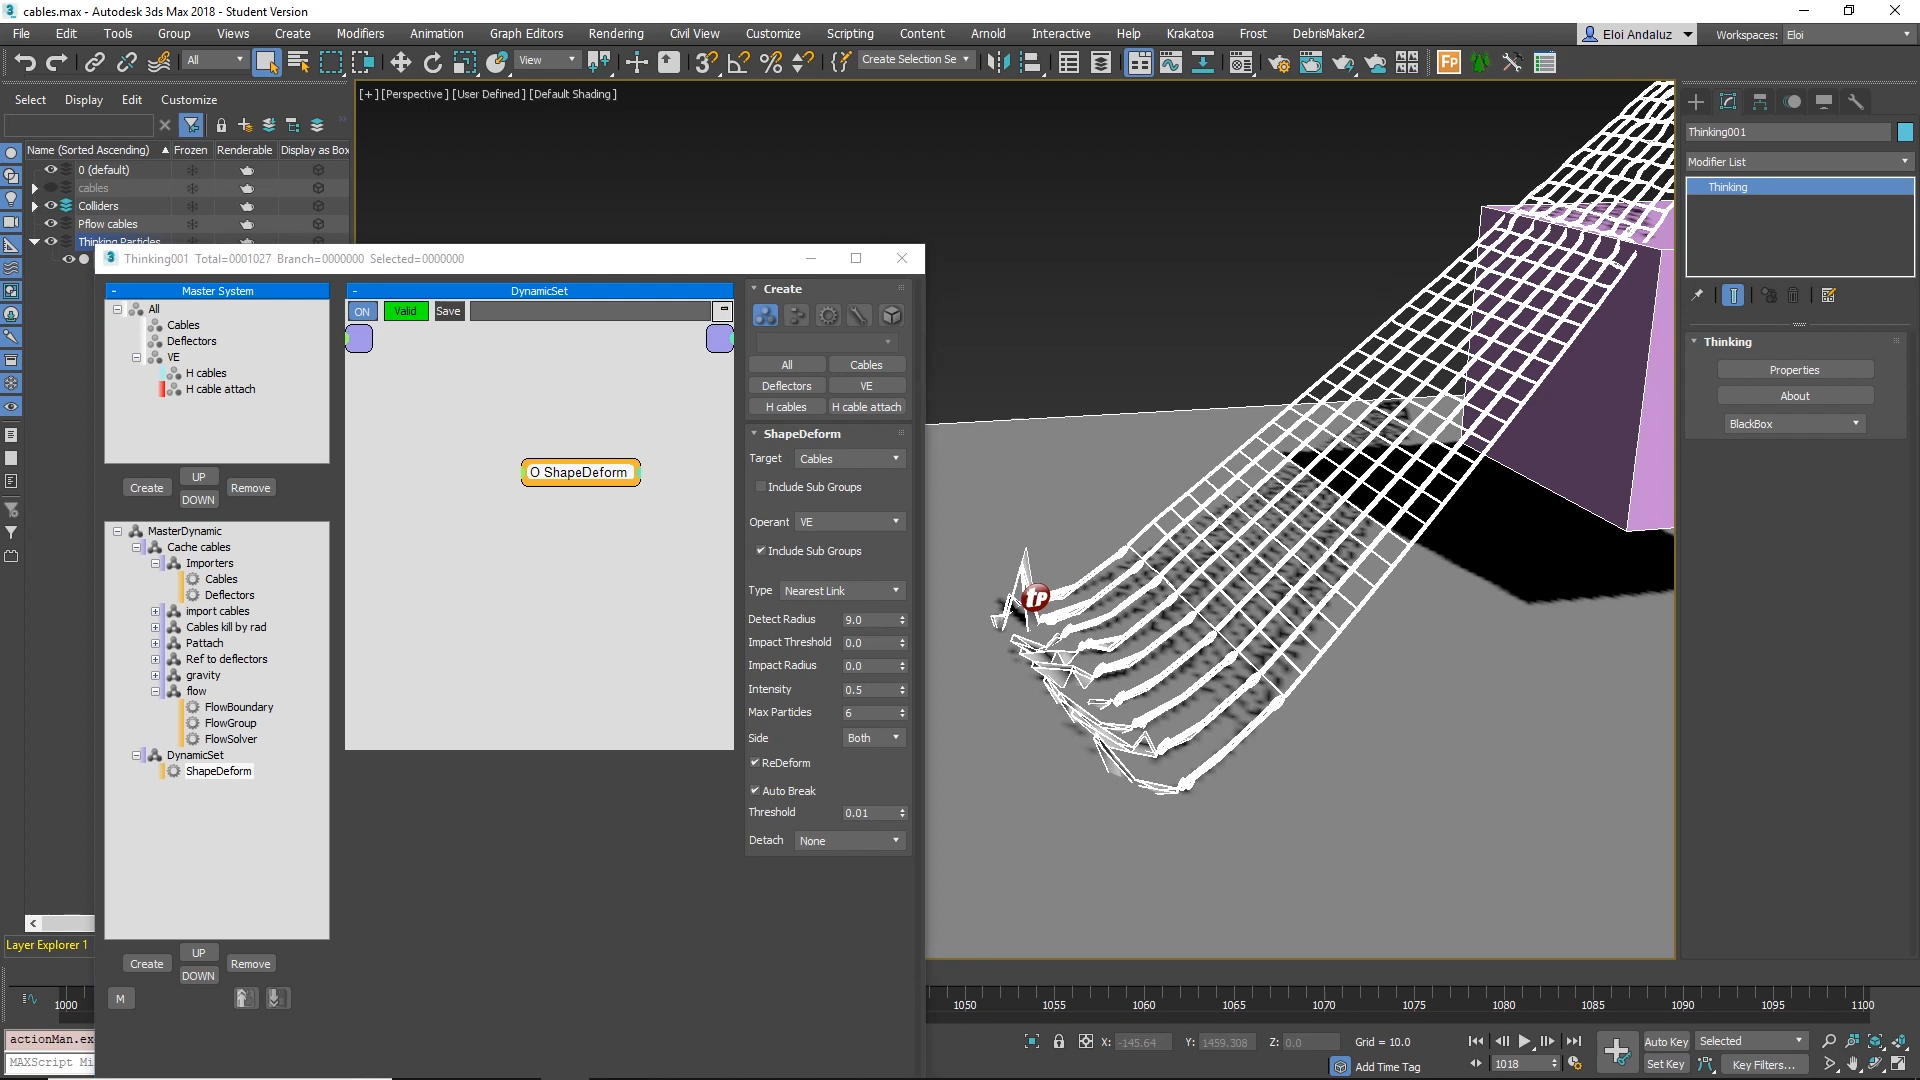 cables.max - Autodesk 3ds Max 2018 - Student Version
File Edit Tools Group Views Create Modifiers Animation Graph Editors Rendering Civil View Customize Scripting Content Arnold Interactive Help Krakatoa Frost DebrisMaker2 Eloi Andaluz Workspaces: Eloi
All View Create Selection Se FP
Select Display Edit Customize
[+] [Perspective] [User Defined] [Default Shading]
Name (Sorted Ascending) Frozen Renderable Display as Box
0 (default)
cables
Colliders
Pflow cables
Thinking Particles
Thinking001 Total=0001027 Branch=0000000 Selected=0000000
Master System
All
Cables
Deflectors
VE
H cables
H cable attach
Create UP DOWN Remove
MasterDynamic
Cache cables
Importers
Cables
Deflectors
import cables
Cables kill by rad
Pattach
Ref to deflectors
gravity
flow
FlowBoundary
FlowGroup
FlowSolver
DynamicSet
ShapeDeform
Create UP DOWN Remove
M
DynamicSet
ON Valid Save
O ShapeDeform
Create
All Cables
Deflectors VE
H cables H cable attach
ShapeDeform
Target Cables
Include Sub Groups
Operant VE
Include Sub Groups
Type Nearest Link
Detect Radius 9.0
Impact Threshold 0.0
Impact Radius 0.0
Intensity 0.5
Max Particles 6
Side Both
ReDeform
Auto Break
Threshold 0.01
Detach None
tP
Thinking001
Modifier List
Thinking
Thinking
Properties
About
BlackBox
Layer Explorer 1
1000 1050 1055 1060 1065 1070 1075 1080 1085 1090 1095 1100
actionMan.ex
MAXScript Mi
X: -145.64 Y: 1459.308 Z: 0.0 Grid = 10.0
Add Time Tag
1018
Auto Key Selected
Set Key Key Filters...